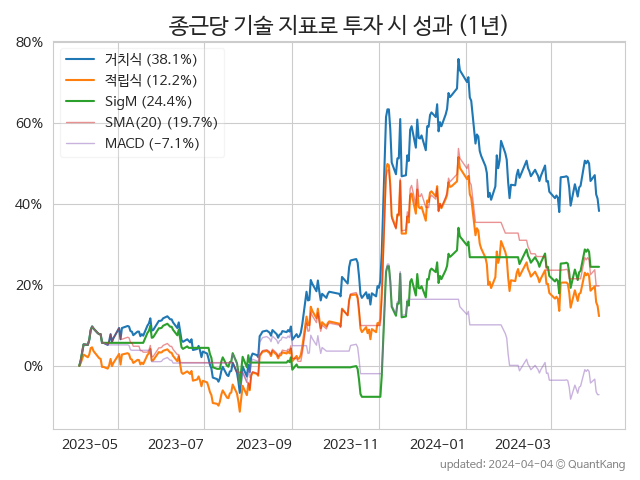 종근당 기술 지표로 투자 시 성과 (1년)
80%
60%
40%
20%
0%
거치식 (38.1%)
적립식 (12.2%)
SigM (24.4%)
SMA(20) (19.7%)
MACD (−7.1%)
2023-05 2023-07 2023-09 2023-11 2024-01 2024-03
updated: 2024-04-04 © QuantKang